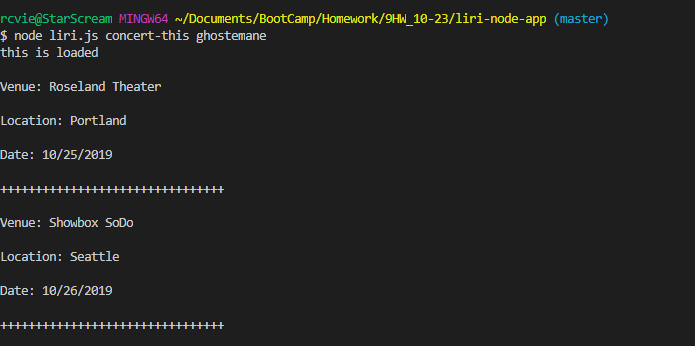 rcvie@StarScream MINGW64 ~/Documents/BootCamp/Homework/9HW_10-23/liri-node-app (master)
$ node liri.js concert-this ghostemane
this is loaded
Venue: Roseland Theater
Location: Portland
Date: 10/25/2019
++++++++++++++++++++++++++++++++
Venue: Showbox SoDo
Location: Seattle
Date: 10/26/2019
++++++++++++++++++++++++++++++++